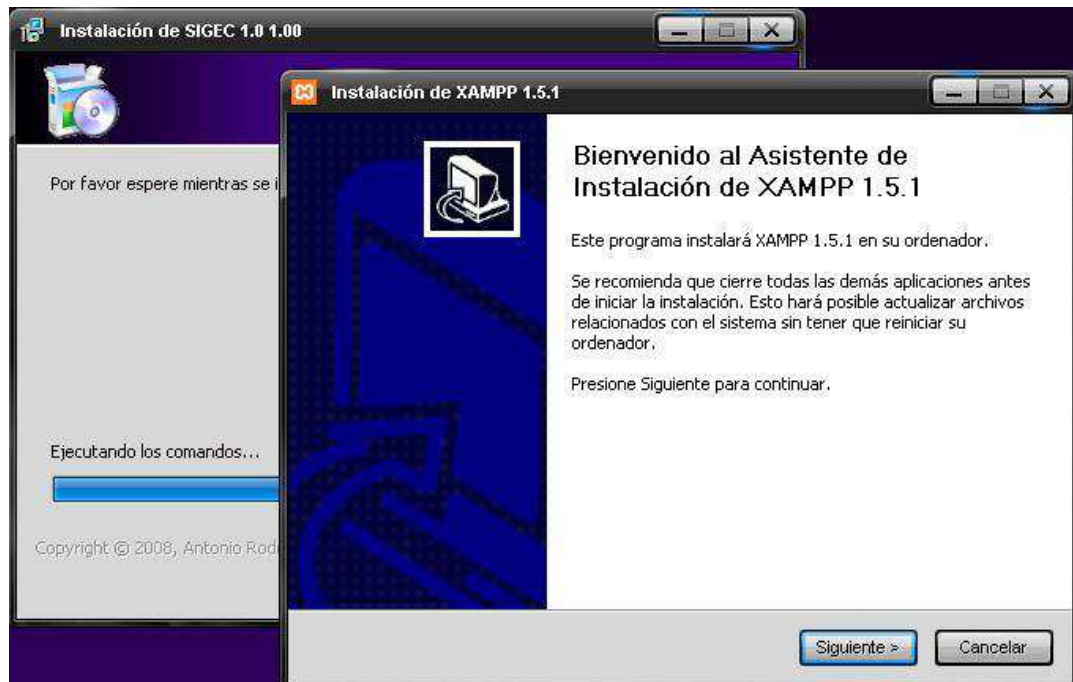 Instalación de SIGEC 1.0 1.00
Por favor espere mientras se
Ejecutando los comandos...
Copyright © 2008, Antonio
Instalación de XAMPP 1.5.1
Bienvenido al Asistente de
Instalación de XAMPP 1.5.1
Este programa instalará XAMPP 1.5.1 en su ordenador.
Se recomienda que cierre todas las demás aplicaciones antes
de iniciar la instalación. Esto hará posible actualizar archivos
relacionados con el sistema sin tener que reiniciar su
ordenador.
Presione Siguiente para continuar.
Siguiente >
Cancelar